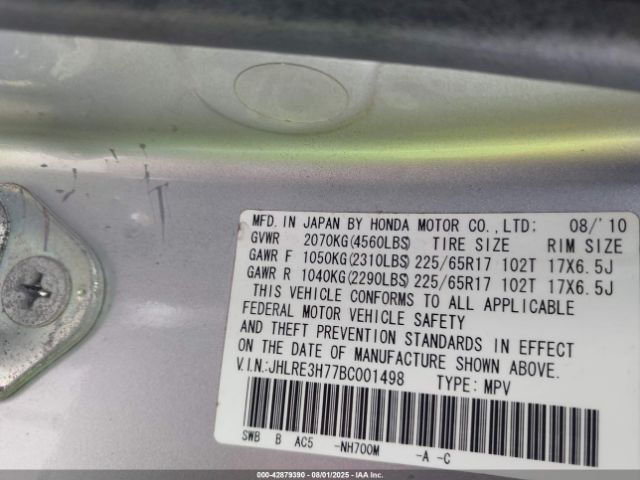 MFD. IN JAPAN BY HONDA MOTOR CO., LTD: 08/'10
GVWR 2070KG(4560LBS) TIRE SIZE RIM SIZE
GAWR F 1050KG(2310LBS) 225/65R17 102T 17X6.5J
GAWR R 1040KG(2290LBS) 225/65R17 102T 17X6.5J
THIS VEHICLE CONFORMS TO ALL APPLICABLE
FEDERAL MOTOR VEHICLE SAFETY
AND THEFT PREVENTION STANDARDS IN EFFECT
ON THE DATE OF MANUFACTURE SHOWN ABOVE.
V.I.N.:JHLRE3H77BC001498 TYPE: MPV
SWB B AC5 -NH700M -A -C
000-42879390 - 08/01/2025 - IAAI.COM